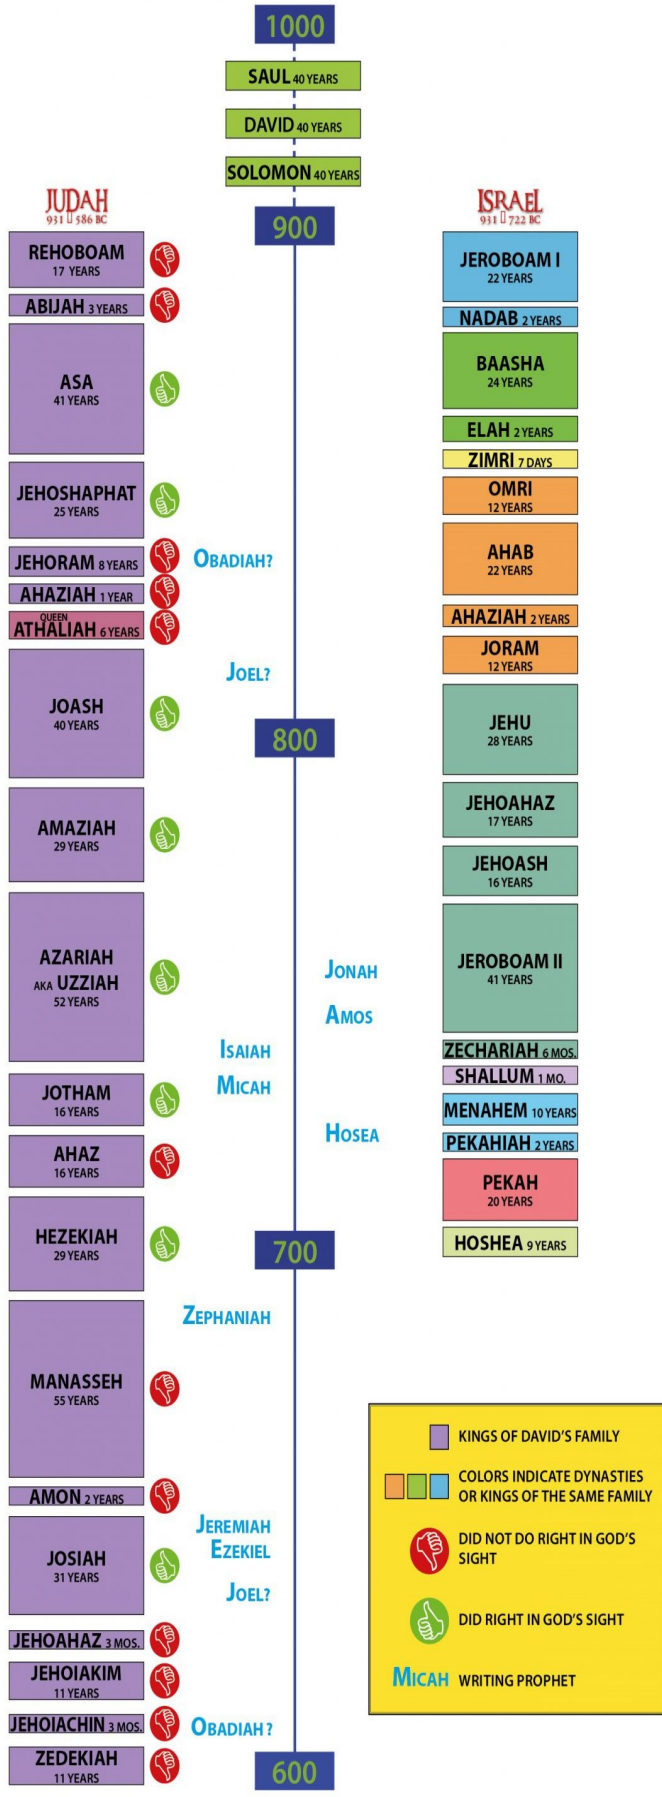 1000
SAUL 40 YEARS
DAVID 40 YEARS
SOLOMON 40 YEARS
900
800
700
600
JUDAH
931 586 BC
REHOBOAM
17 YEARS
ABIJAH 3 YEARS
ASA
41 YEARS
JEHOSHAPHAT
25 YEARS
JEHORAM 8 YEARS
AHAZIAH 1 YEAR
QUEEN
ATHALIAH 6 YEARS
JOASH
40 YEARS
AMAZIAH
29 YEARS
AZARIAH
AKA UZZIAH
52 YEARS
JOTHAM
16 YEARS
AHAZ
16 YEARS
HEZEKIAH
29 YEARS
MANASSEH
55 YEARS
AMON 2 YEARS
JOSIAH
31 YEARS
JEHOAHAZ 3 MOS.
JEHOIAKIM
11 YEARS
JEHOIACHIN 3 MOS.
ZEDEKIAH
11 YEARS
OBADIAH?
JOEL?
ISAIAH
MICAH
ZEPHANIAH
JEREMIAH
EZEKIEL
JOEL?
OBADIAH?
JONAH
AMOS
HOSEA
ISRAEL
931 722 BC
JEROBOAM I
22 YEARS
NADAB 2 YEARS
BAASHA
24 YEARS
ELAH 2 YEARS
ZIMRI 7 DAYS
OMRI
12 YEARS
AHAB
22 YEARS
AHAZIAH 2 YEARS
JORAM
12 YEARS
JEHU
28 YEARS
JEHOAHAZ
17 YEARS
JEHOASH
16 YEARS
JEROBOAM II
41 YEARS
ZECHARIAH 6 MOS.
SHALLUM 1 MO.
MENAHEM 10 YEARS
PEKAHIAH 2 YEARS
PEKAH
20 YEARS
HOSHEA 9 YEARS
KINGS OF DAVID'S FAMILY
COLORS INDICATE DYNASTIES
OR KINGS OF THE SAME FAMILY
DID NOT DO RIGHT IN GOD'S
SIGHT
DID RIGHT IN GOD'S SIGHT
MICAH WRITING PROPHET